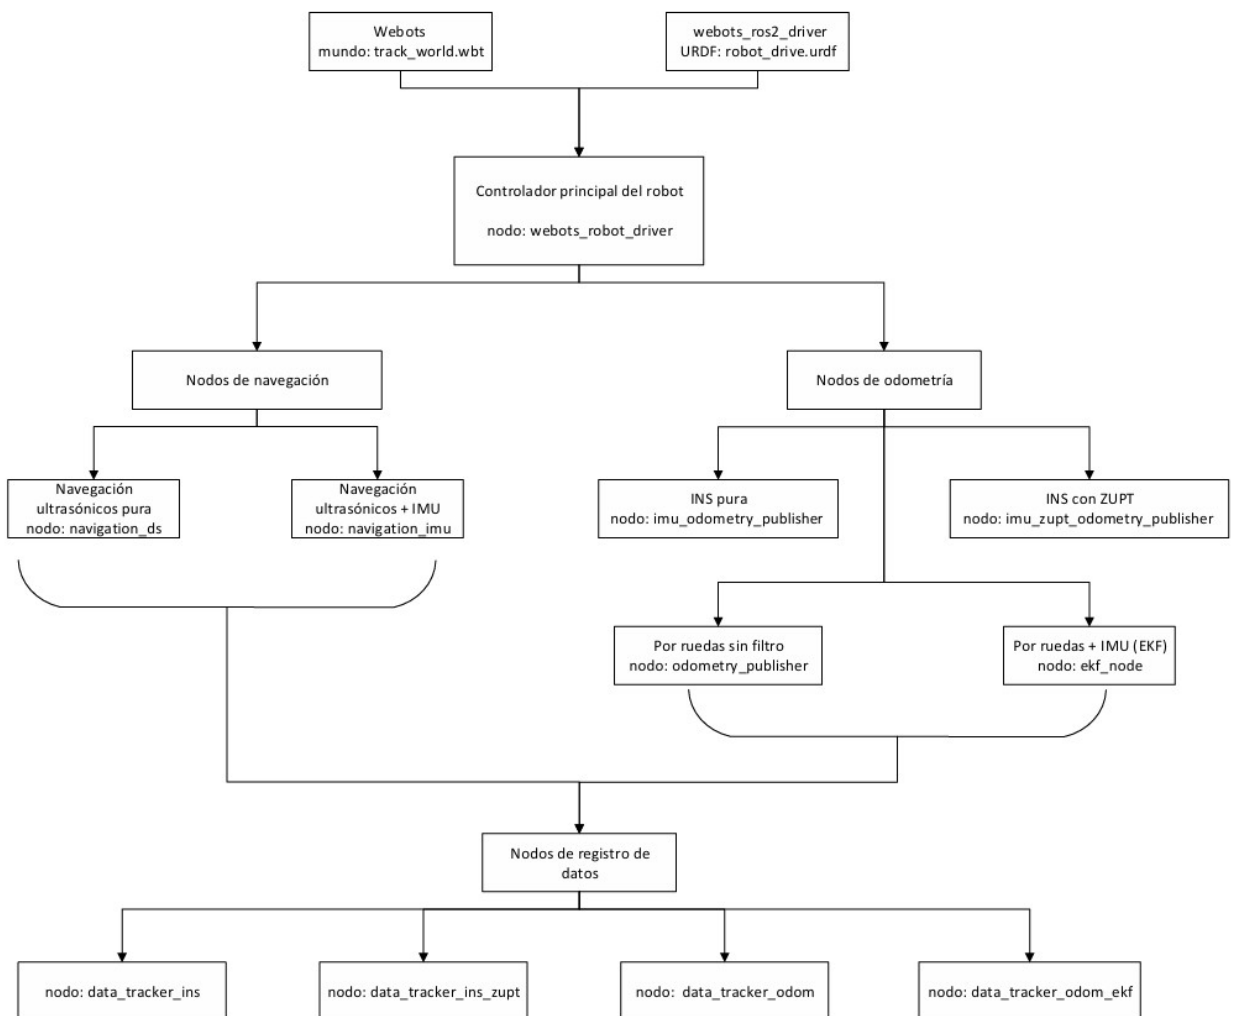 Webots
mundo: track_world.wbt
webots_ros2_driver
URDF: robot_drive.urdf
Controlador principal del robot
nodo: webots_robot_driver
Nodos de navegación
Nodos de odometría
Navegación
ultrasónicos pura
nodo: navigation_ds
Navegación
ultrasónicos + IMU
nodo: navigation_imu
INS pura
nodo: imu_odometry_publisher
INS con ZUPT
nodo: imu_zupt_odometry_publisher
Por ruedas sin filtro
nodo: odometry_publisher
Por ruedas + IMU (EKF)
nodo: ekf_node
Nodos de registro de
datos
nodo: data_tracker_ins
nodo: data_tracker_ins_zupt
nodo: data_tracker_odom
nodo: data_tracker_odom_ekf